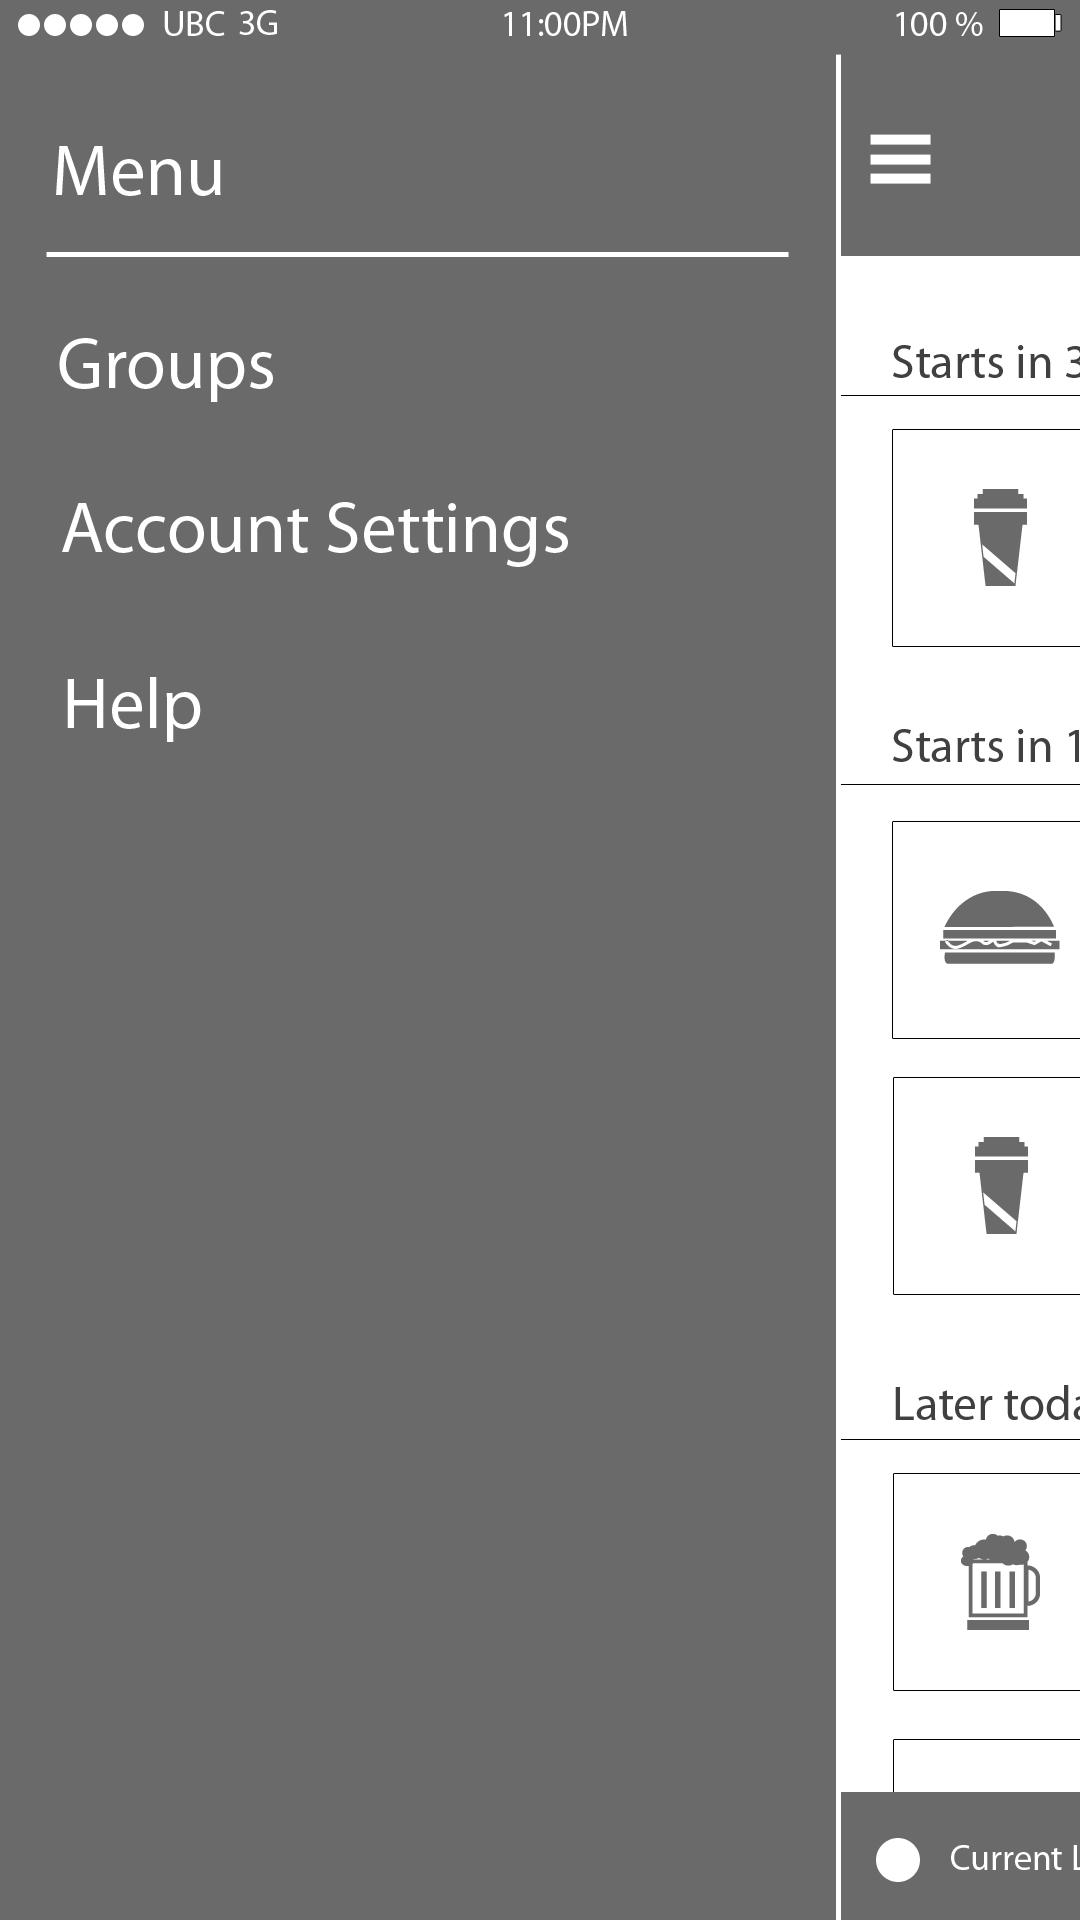 UBC 3G 11:00PM 100 %
Menu
Groups
Account Settings
Help
Starts in 3
Starts in 1
Later toda
Current L